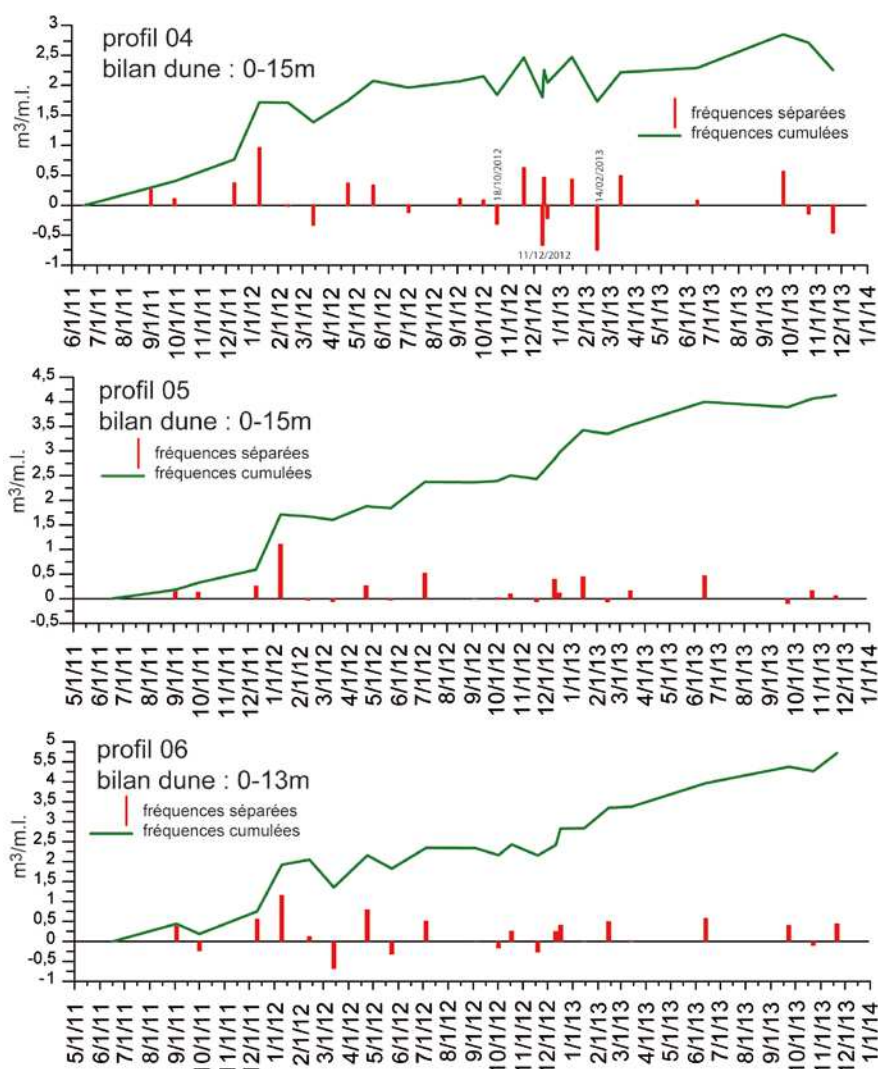 3
profil 04
2,5
bilan dune : 0-15m
2
1,5
fréquences séparées
fréquences cumulées
1
m3/m.l.
0,5
18/10/2012
14/02/2013
0
-0,5
11/12/2012
-1
6/1/11 7/1/11 8/1/11 9/1/11 10/1/11 11/1/11 12/1/11 1/1/12 2/1/12 3/1/12 4/1/12 5/1/12 6/1/12 7/1/12 8/1/12 9/1/12 10/1/12 11/1/12 12/1/12 1/1/13 2/1/13 3/1/13 4/1/13 5/1/13 6/1/13 7/1/13 8/1/13 9/1/13 10/1/13 11/1/13 12/1/13 1/1/14
4,5
profil 05
4
bilan dune : 0-15m
3,5
fréquences séparées
3
fréquences cumulées
2,5
m3/m.l.
2
1,5
1
0,5
0
-0,5
5/1/11 6/1/11 7/1/11 8/1/11 9/1/11 10/1/11 11/1/11 12/1/11 1/1/12 2/1/12 3/1/12 4/1/12 5/1/12 6/1/12 7/1/12 8/1/12 9/1/12 10/1/12 11/1/12 12/1/12 1/1/13 2/1/13 3/1/13 4/1/13 5/1/13 6/1/13 7/1/13 8/1/13 9/1/13 10/1/13 11/1/13 12/1/13 1/1/14
5
profil 06
5,5
bilan dune : 0-13m
4
3,5
fréquences séparées
3
fréquences cumulées
2,5
m3/m.l.
2
1,5
1
0,5
0
-0,5
-1
5/1/11 6/1/11 7/1/11 8/1/11 9/1/11 10/1/11 11/1/11 12/1/11 1/1/12 2/1/12 3/1/12 4/1/12 5/1/12 6/1/12 7/1/12 8/1/12 9/1/12 10/1/12 11/1/12 12/1/12 1/1/13 2/1/13 3/1/13 4/1/13 5/1/13 6/1/13 7/1/13 8/1/13 9/1/13 10/1/13 11/1/13 12/1/13 1/1/14